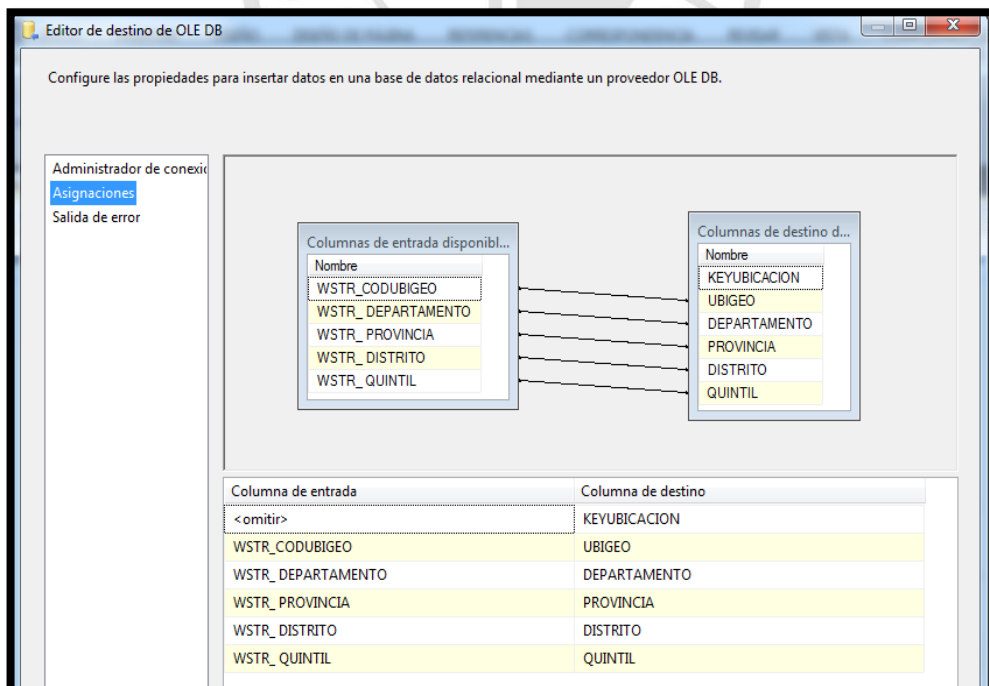 Editor de destino de OLE DB
Configure las propiedades para insertar datos en una base de datos relacional mediante un proveedor OLE DB.
Administrador de conexic
Asignaciones
Salida de error
Columnas de entrada disponibl...
Nombre
WSTR_CODUBIGEO
WSTR_ DEPARTAMENTO
WSTR_ PROVINCIA
WSTR_ DISTRITO
WSTR_ QUINTIL
Columnas de destino d...
Nombre
KEYUBICACION
UBIGEO
DEPARTAMENTO
PROVINCIA
DISTRITO
QUINTIL
Columna de entrada Columna de destino
<omitir> KEYUBICACION
WSTR_CODUBIGEO UBIGEO
WSTR_ DEPARTAMENTO DEPARTAMENTO
WSTR_ PROVINCIA PROVINCIA
WSTR_ DISTRITO DISTRITO
WSTR_ QUINTIL QUINTIL